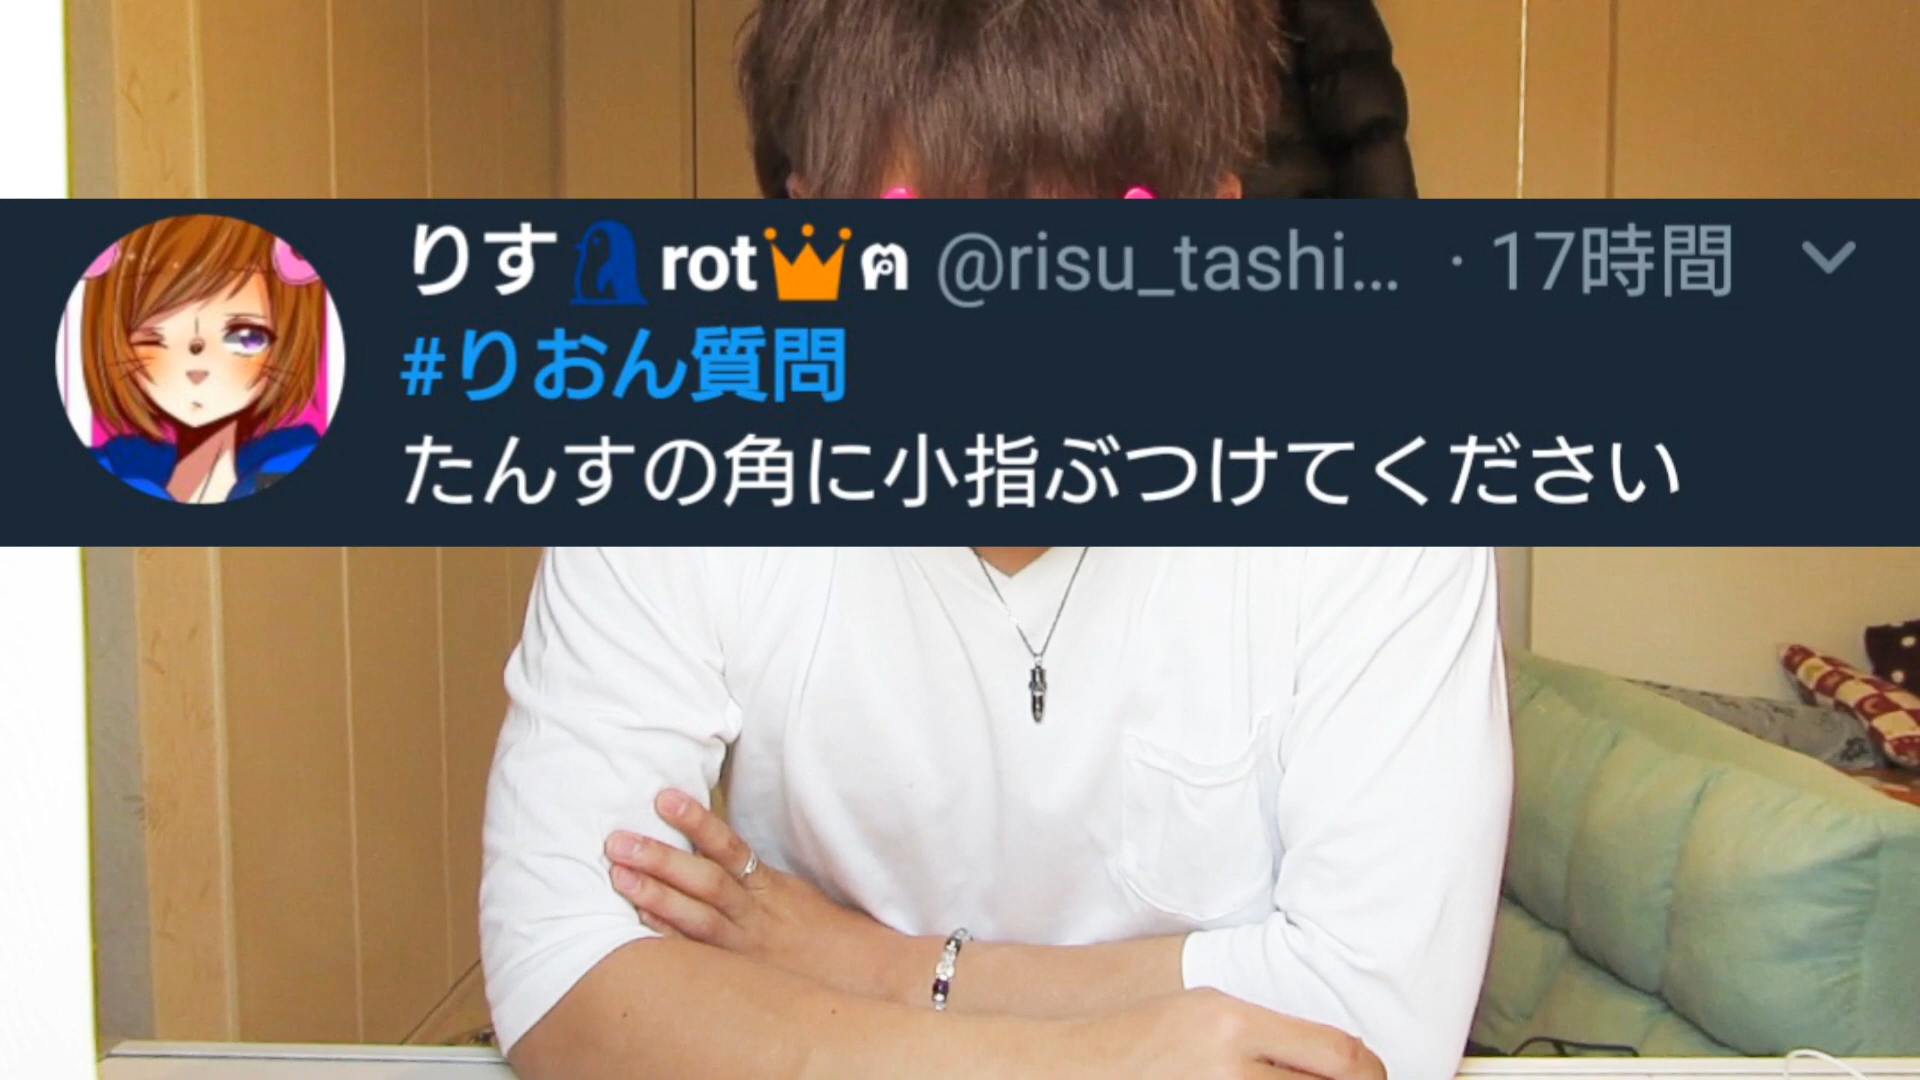 りす🐧rot👑ฅ @risu_tashi… · 17時間
#りおん質問
たんすの角に小指ぶつけてください